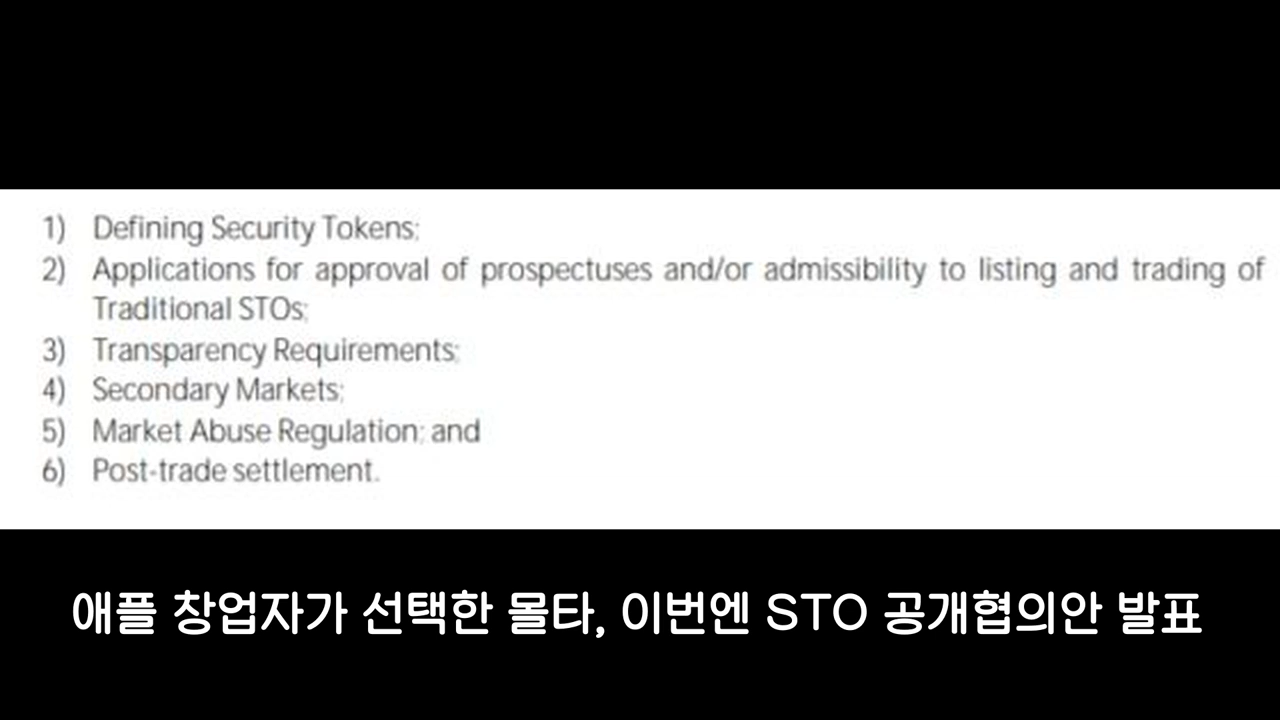 1) Defining Security Tokens;
2) Applications for approval of prospectuses and/or admissibility to listing and trading of
Traditional STOs;
3) Transparency Requirements;
4) Secondary Markets;
5) Market Abuse Regulation; and
6) Post-trade settlement.
애플 창업자가 선택한 몰타, 이번엔 STO 공개협의안 발표